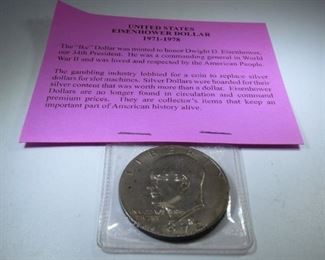 UNITED STATES
EISENHOWER DOLLAR
1971-1978
The "Ike" Dollar was minted to honor Dwight D. Eisenhower,
our 34th President. He was a commanding general in World
War II and was loved and respected by the American People.
The gambling industry lobbied for a coin to replace silver
dollars for slot machines. Silver dollars were hoarded for their
silver content that was worth more than a dollar. Eisenhower
Dollars are no longer found in circulation and command
premium prices. They are collector's items that keep an
important part of American history alive.
LIBERTY